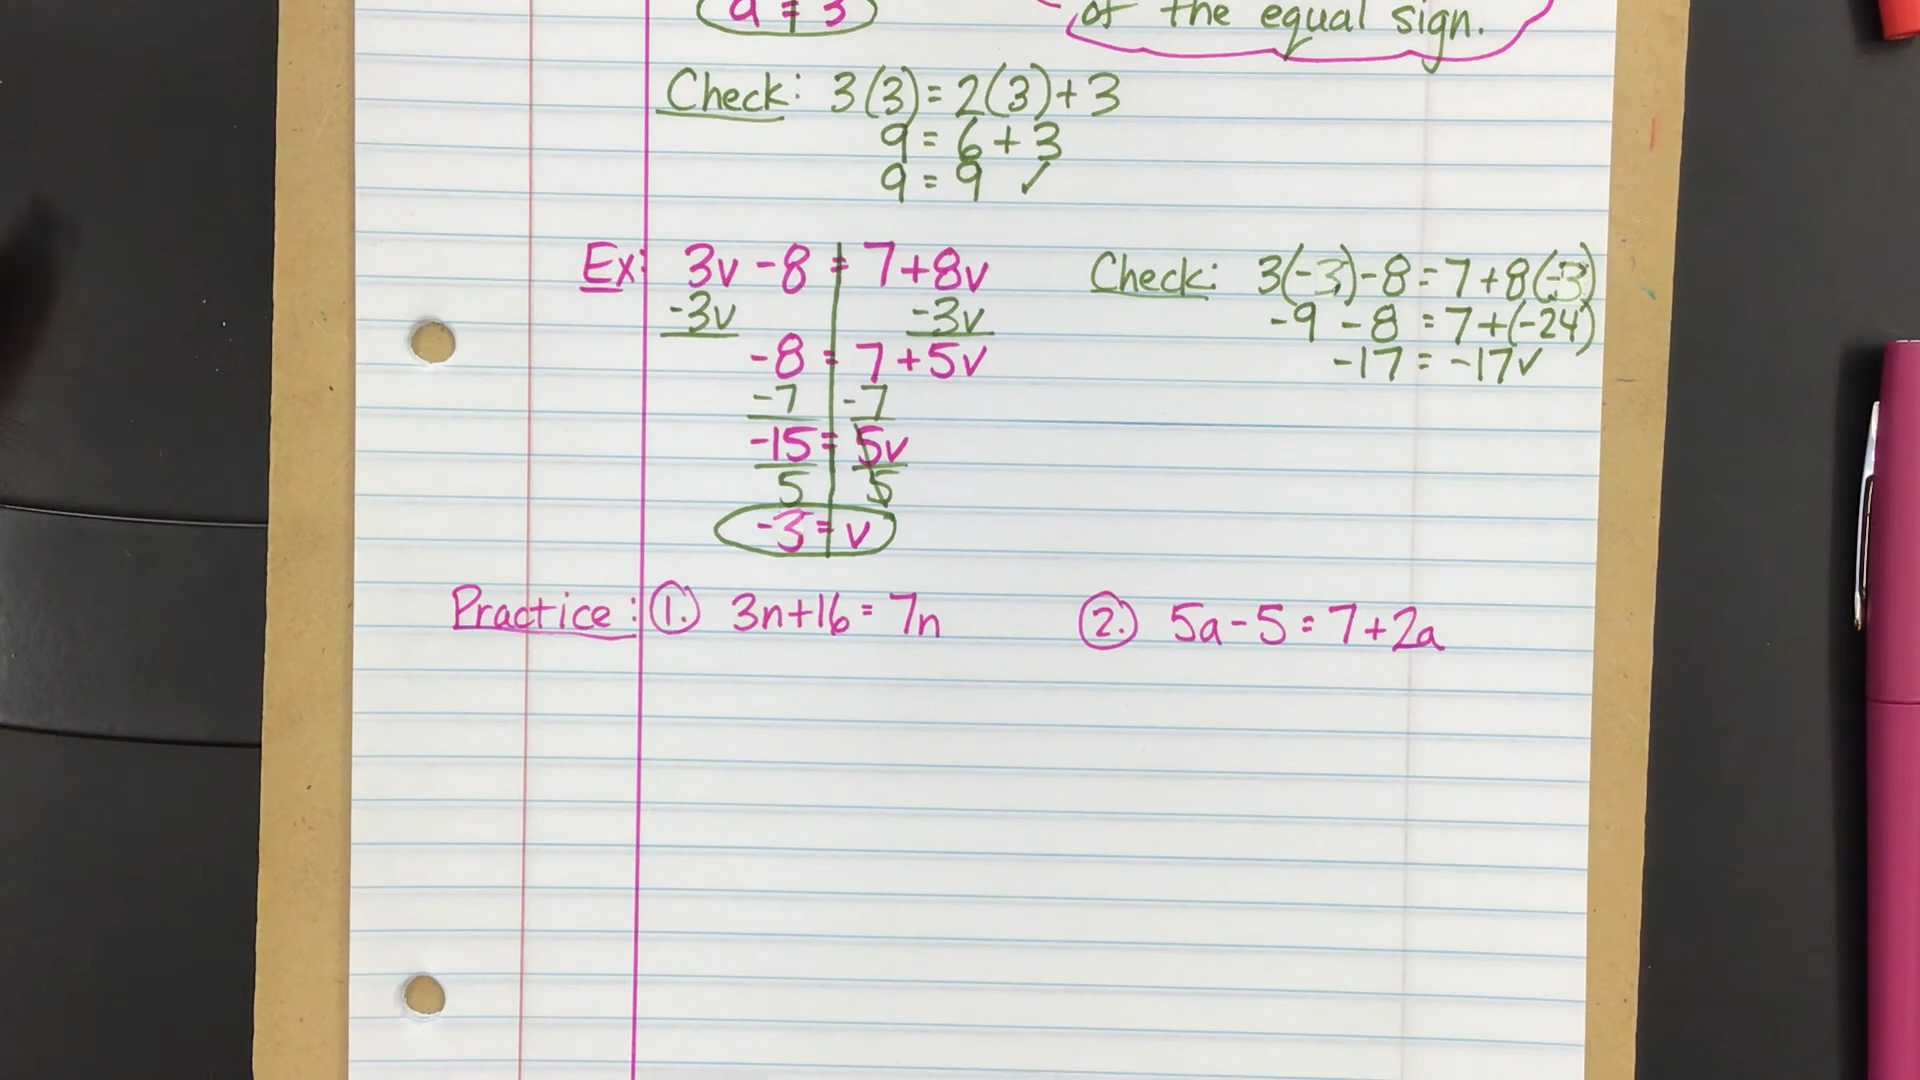 a = 3
of the equal sign.
Check: 3(3) = 2(3) + 3
9 = 6 + 3
9 = 9 ✓
Ex: 3v - 8 = 7 + 8v
-3v -3v
-8 = 7 + 5v
-7 -7
-15 = 5v
5 5
-3 = v
Check: 3(-3) - 8 = 7 + 8(-3)
-9 - 8 = 7 + (-24)
-17 = -17 ✓
Practice: 1. 3n + 16 = 7n
2. 5a - 5 = 7 + 2a